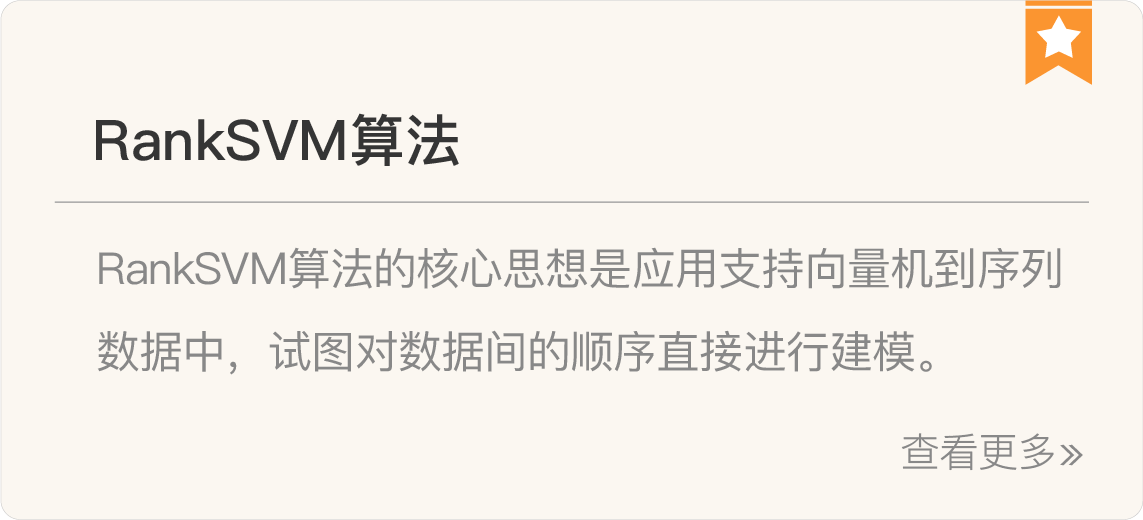 RankSVM算法
RankSVM算法的核心思想是应用支持向量机到序列
数据中，试图对数据间的顺序直接进行建模。
查看更多»